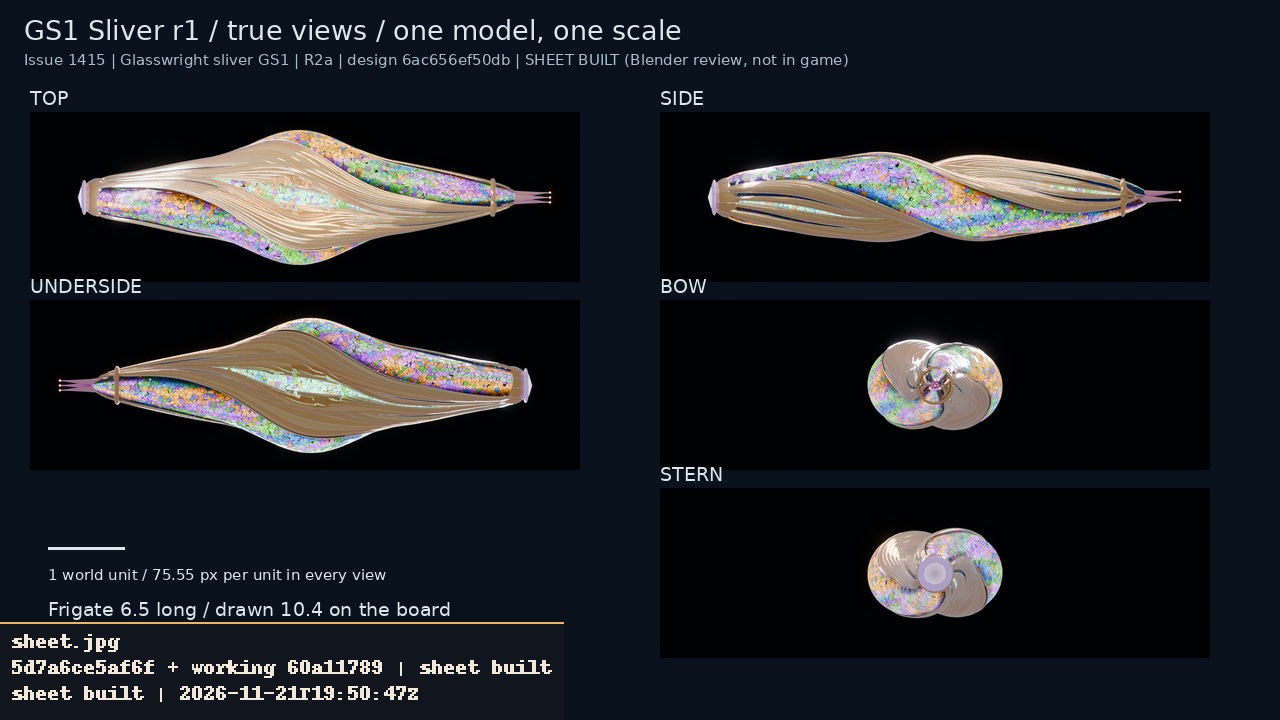 GS1 Sliver r1 / true views / one model, one scale
Issue 1415 | Glasswright sliver GS1 | R2a | design 6ac656ef50db | SHEET BUILT (Blender review, not in game)
TOP
SIDE
UNDERSIDE
BOW
STERN
1 world unit / 75.55 px per unit in every view
Frigate 6.5 long / drawn 10.4 on the board
sheet.jpg
5d7a6ce5af6f + working 60a11789 | sheet built
sheet built | 2026-11-21T19:50:47Z